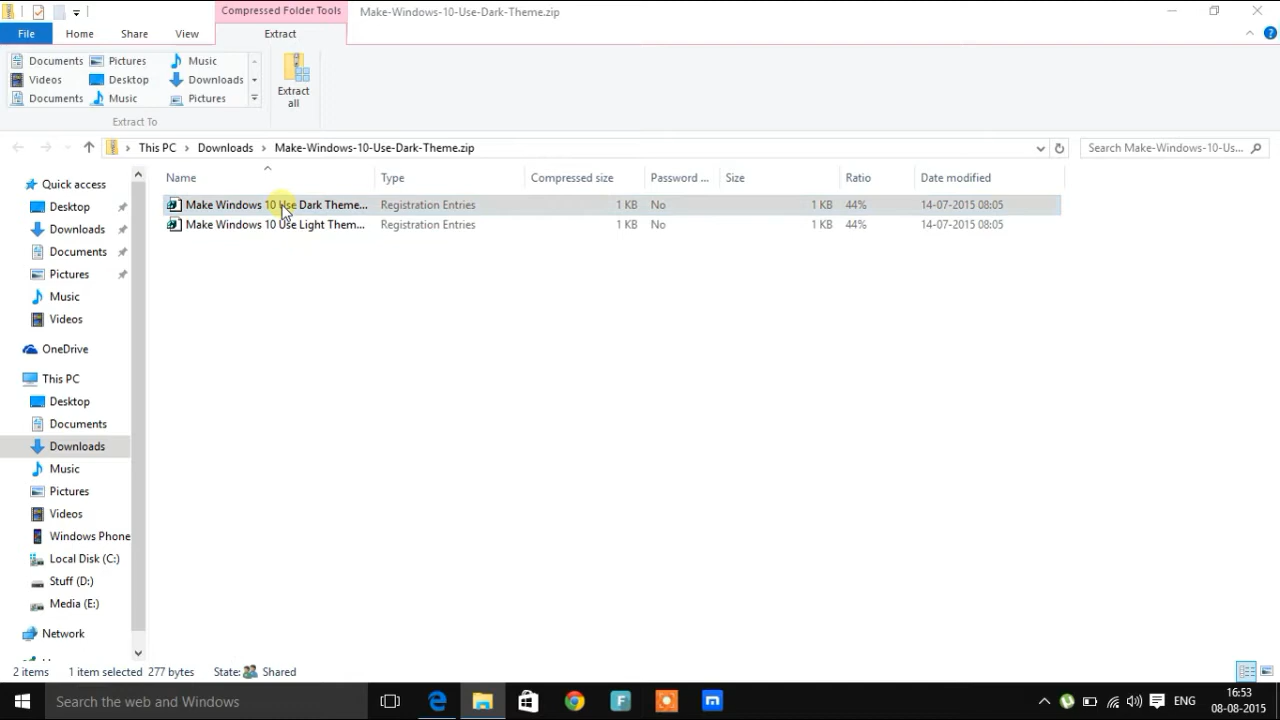 Compressed Folder Tools
Make-Windows-10-Use-Dark-Theme.zip
File Home Share View Extract
Documents Pictures Music
Videos Desktop Downloads
Documents Music Pictures
Extract all
Extract To
This PC > Downloads > Make-Windows-10-Use-Dark-Theme.zip
Search Make-Windows-10-Us...
Name Type Compressed size Password ... Size Ratio Date modified
Make Windows 10 Use Dark Theme... Registration Entries 1 KB No 1 KB 44% 14-07-2015 08:05
Make Windows 10 Use Light Them... Registration Entries 1 KB No 1 KB 44% 14-07-2015 08:05
Quick access
Desktop
Downloads
Documents
Pictures
Music
Videos
OneDrive
This PC
Desktop
Documents
Downloads
Music
Pictures
Videos
Windows Phone
Local Disk (C:)
Stuff (D:)
Media (E:)
Network
2 items 1 item selected 277 bytes State: Shared
Search the web and Windows
ENG
16:53
08-08-2015